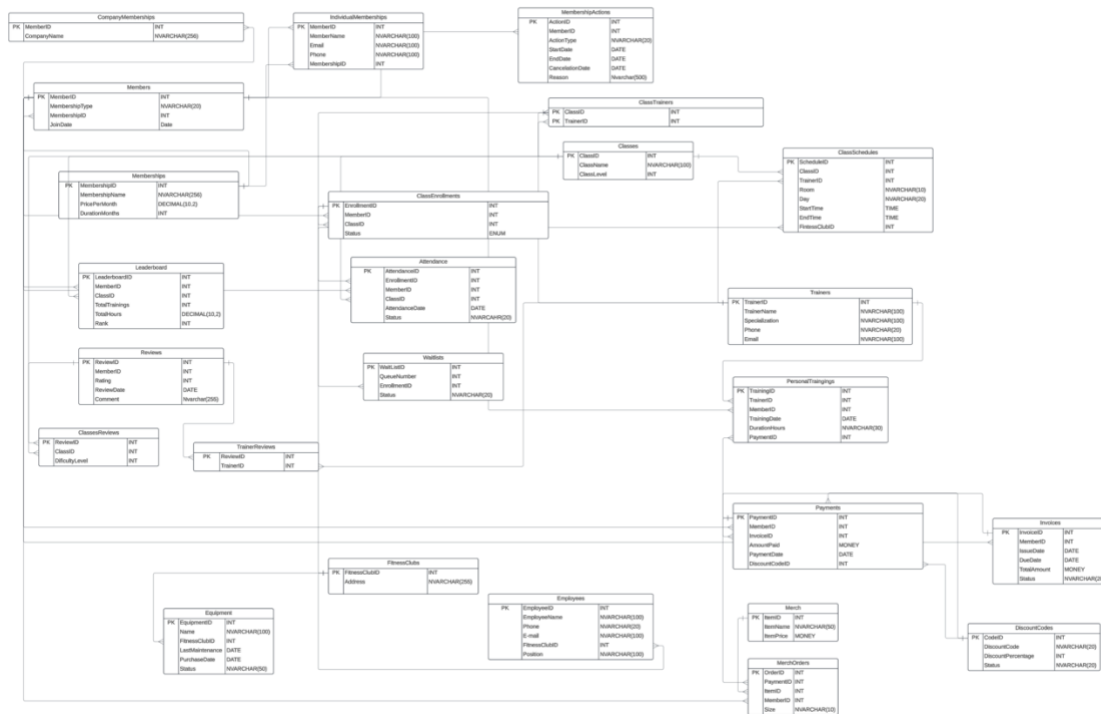 CompanyMemberships
PK MemberID INT
CompanyName NVARCHAR(256)
IndividualMemberships
PK MemberID INT
MemberName NVARCHAR(100)
Email NVARCHAR(100)
Phone NVARCHAR(100)
MembershipID INT
MembershipActions
PK ActionID INT
MemberID INT
ActionType NVARCHAR(20)
StartDate DATE
EndDate DATE
CancelationDate DATE
Reason Nvarchar(500)
Members
PK MemberID INT
MembershipType NVARCHAR(20)
MembershipID INT
JoinDate Date
ClassTrainers
PK ClassID INT
PK TrainerID INT
Classes
PK ClassID INT
ClassName NVARCHAR(100)
ClassLevel INT
ClassSchedules
PK ScheduleID INT
ClassID INT
TrainerID INT
Room NVARCHAR(10)
Day NVARCHAR(20)
StartTime TIME
EndTime TIME
FintessClubID INT
Memberships
PK MembershipID INT
MembershipName NVARCHAR(256)
PricePerMonth DECIMAL(10,2)
DurationMonths INT
ClassEnrollments
PK EnrollmentID INT
MemberID INT
ClassID INT
Status ENUM
Leaderboard
PK LeaderboardID INT
MemberID INT
ClassID INT
TotalTrainings INT
TotalHours DECIMAL(10,2)
Rank INT
Attendance
PK AttendanceID INT
EnrollmentID INT
MemberID INT
ClassID INT
AttendanceDate DATE
Status NVARCAHR(20)
Trainers
PK TrainerID INT
TrainerName NVARCHAR(100)
Specialization NVARCHAR(100)
Phone NVARCHAR(20)
Email NVARCHAR(100)
Reviews
PK ReviewID INT
MemberID INT
Rating INT
ReviewDate DATE
Comment Nvarchar(255)
Waitlists
PK WaitListID INT
QueueNumber INT
EnrollmentID INT
Status NVARCHAR(20)
PersonalTraingings
PK TrainingID INT
TrainerID INT
MemberID INT
TrainingDate DATE
DurationHours NVARCHAR(30)
PaymentID INT
ClassesReviews
PK ReviewID INT
ClassID INT
DifficultyLevel INT
TrainerReviews
PK ReviewID INT
TrainerID INT
Payments
PK PaymentID INT
MemberID INT
InvoiceID INT
AmountPaid MONEY
PaymentDate DATE
DiscountCodeID INT
Invoices
PK InvoiceID INT
MemberID INT
IssueDate DATE
DueDate DATE
TotalAmount MONEY
Status
FitnessClubs
PK FitnessClubID INT
Address NVARCHAR(255)
Equipment
PK EquipmentID INT
Name NVARCHAR(100)
FitnessClubID INT
LastMaintenance DATE
PurchaseDate DATE
Status NVARCHAR(50)
Employees
PK EmployeeID INT
EmployeeName NVARCHAR(100)
Phone NVARCHAR(20)
E-mail NVARCHAR(100)
FitnessClubID INT
Position NVARCHAR(100)
Merch
PK ItemID INT
ItemName NVARCHAR(50)
ItemPrice MONEY
DiscountCodes
PK CodeID INT
DiscountCode NVARCHAR(20)
DiscountPercentage INT
Status NVARCHAR(20)
MerchOrders
PK OrderID INT
PaymentID INT
ItemID INT
MemberID INT
Size NVARCHAR(10)